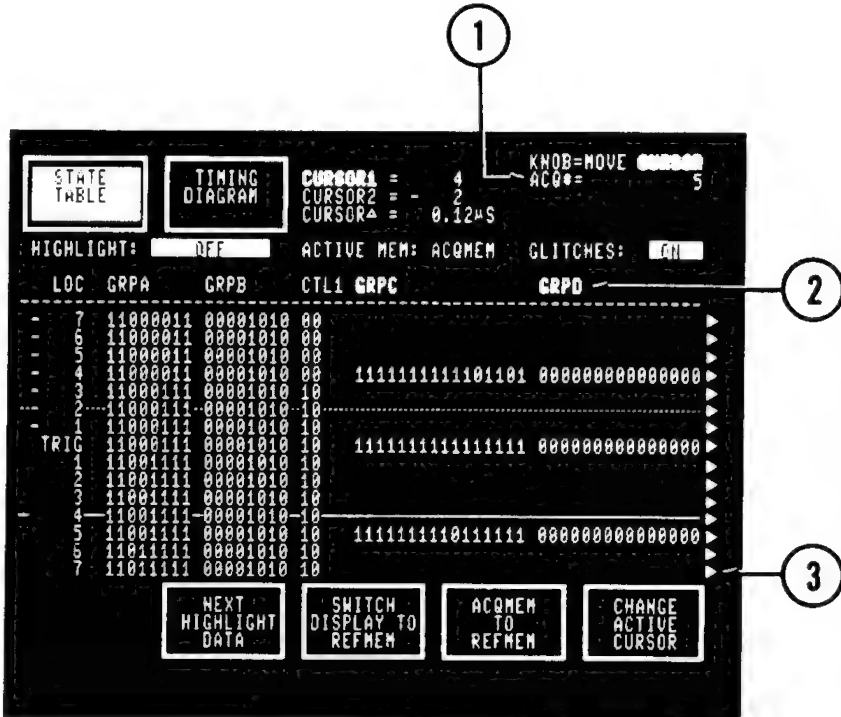 1
STATE TABLE
TIMING DIAGRAM
CURSOR1 = 4
CURSOR2 = - 2
CURSOR△ = 0.12µS
KNOB=MOVE CURSOR
ACQ#= 5
HIGHLIGHT: OFF ACTIVE MEM: ACQMEM GLITCHES: ON
LOC GRPA GRPB CTL1 GRPC GRPD
2
- 7 11000011 00001010 00
- 6 11000011 00001010 00
- 5 11000011 00001010 00
- 4 11000011 00001010 00 1111111111101101 0000000000000000
- 3 11000111 00001010 10
- 2 11000111 00001010 10
- 1 11000111 00001010 10
TRIG 11000111 00001010 10 1111111111111111 0000000000000000
1 11001111 00001010 10
2 11001111 00001010 10
3 11001111 00001010 10
4 11001111 00001010 10
5 11001111 00001010 10 1111111110111111 0000000000000000
6 11011111 00001010 10
7 11011111 00001010 10
3
NEXT HIGHLIGHT DATA
SWITCH DISPLAY TO REFMEM
ACQMEM TO REFMEM
CHANGE ACTIVE CURSOR